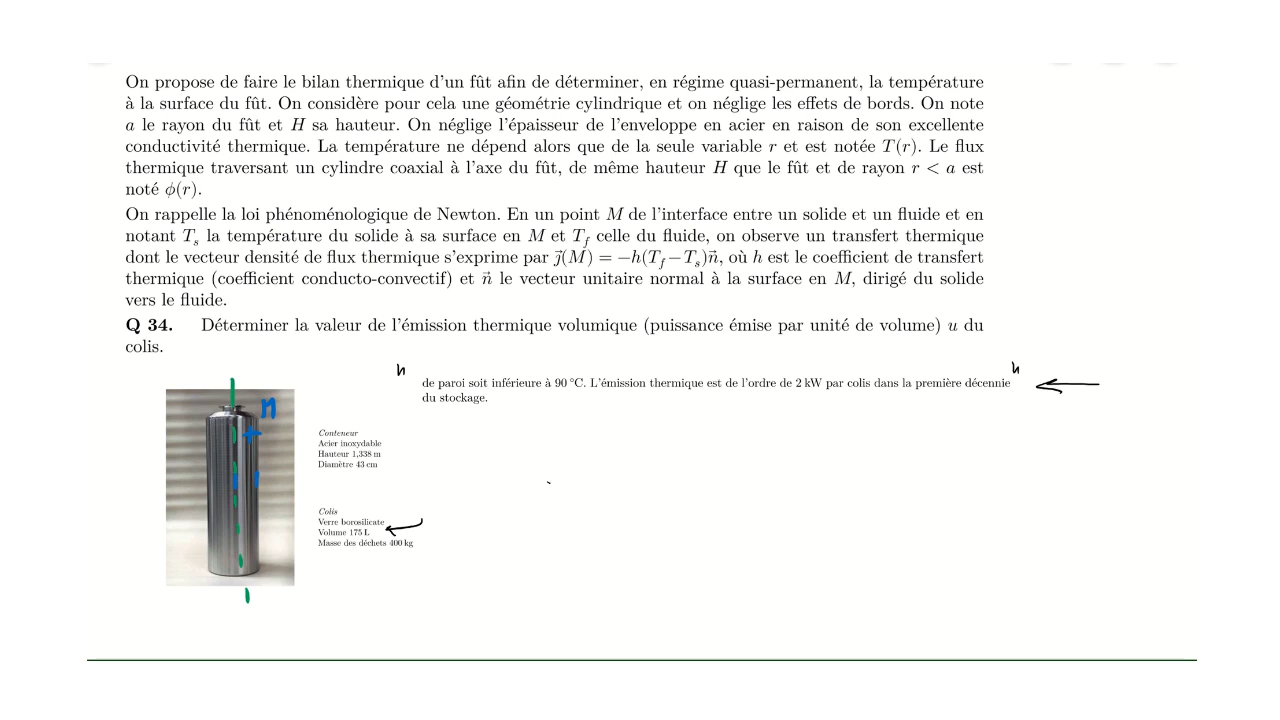 On propose de faire le bilan thermique d'un fût afin de déterminer, en régime quasi-permanent, la température
à la surface du fût. On considère pour cela une géométrie cylindrique et on néglige les effets de bords. On note
a le rayon du fût et H sa hauteur. On néglige l'épaisseur de l'enveloppe en acier en raison de son excellente
conductivité thermique. La température ne dépend alors que de la seule variable r et est notée T(r). Le flux
thermique traversant un cylindre coaxial à l'axe du fût, de même hauteur H que le fût et de rayon r < a est
noté ϕ(r).
On rappelle la loi phénoménologique de Newton. En un point M de l'interface entre un solide et un fluide et en
notant Tₛ la température du solide à sa surface en M et T_f celle du fluide, on observe un transfert thermique
dont le vecteur densité de flux thermique s'exprime par j⃗(M) = −h(T_f − Tₛ)n⃗, où h est le coefficient de transfert
thermique (coefficient conducto-convectif) et n⃗ le vecteur unitaire normal à la surface en M, dirigé du solide
vers le fluide.
Q 34. Déterminer la valeur de l'émission thermique volumique (puissance émise par unité de volume) u du
colis.
de paroi soit inférieure à 90 °C. L'émission thermique est de l'ordre de 2 kW par colis dans la première décennie
du stockage.
M
Conteneur
Acier inoxydable
Hauteur 1,338 m
Diamètre 43 cm
Colis
Verre borosilicate
Volume 175 L
Masse des déchets 400 kg